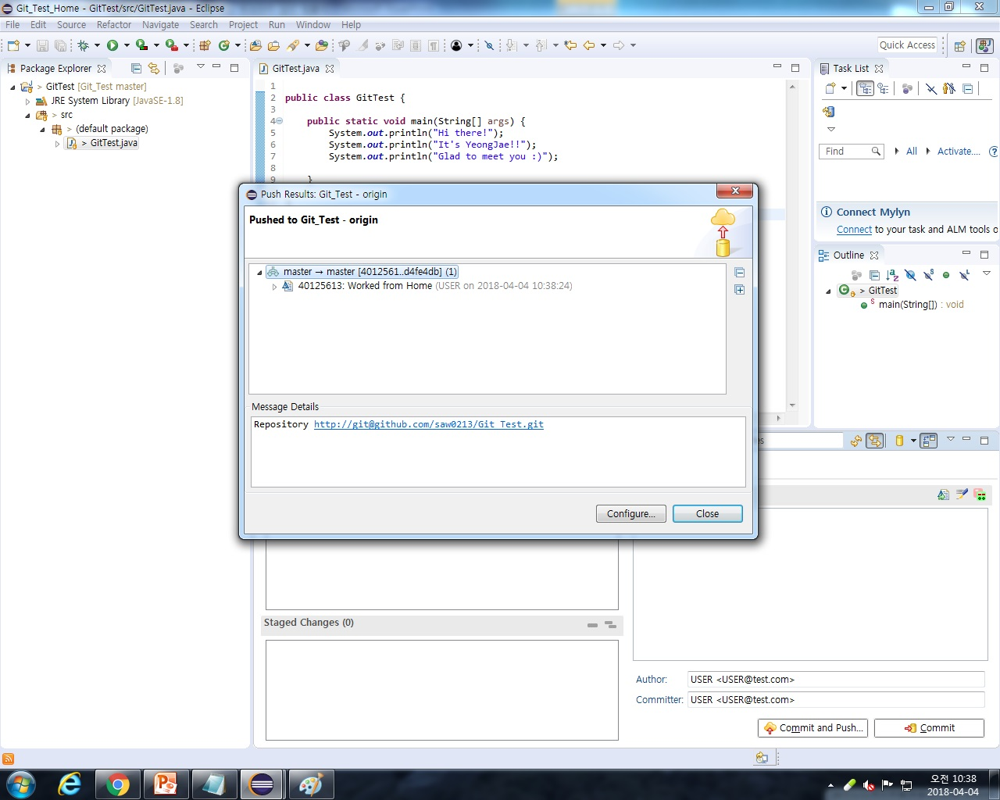 Git_Test_Home - GitTest/src/GitTest.java - Eclipse
File Edit Source Refactor Navigate Search Project Run Window Help
Quick Access
Package Explorer
> GitTest [Git_Test master]
JRE System Library [JavaSE-1.8]
> src
> (default package)
> GitTest.java
GitTest.java
1
2 public class GitTest {
3
4 public static void main(String[] args) {
5 System.out.println("Hi there!");
6 System.out.println("It's YeongJae!!");
7 System.out.println("Glad to meet you :)");
8
9 }
Task List
Find
All
Activate...
Connect Mylyn
Connect to your task and ALM tools o
Outline
> GitTest
main(String[]) : void
Push Results: Git_Test - origin
Pushed to Git_Test - origin
master → master [4012561..d4fe4db] (1)
40125613: Worked from Home (USER on 2018-04-04 10:38:24)
Message Details
Repository http://git@github.com/saw0213/Git_Test.git
Configure...
Close
Staged Changes (0)
Author: USER <USER@test.com>
Committer: USER <USER@test.com>
Commit and Push...
Commit
오전 10:38
2018-04-04